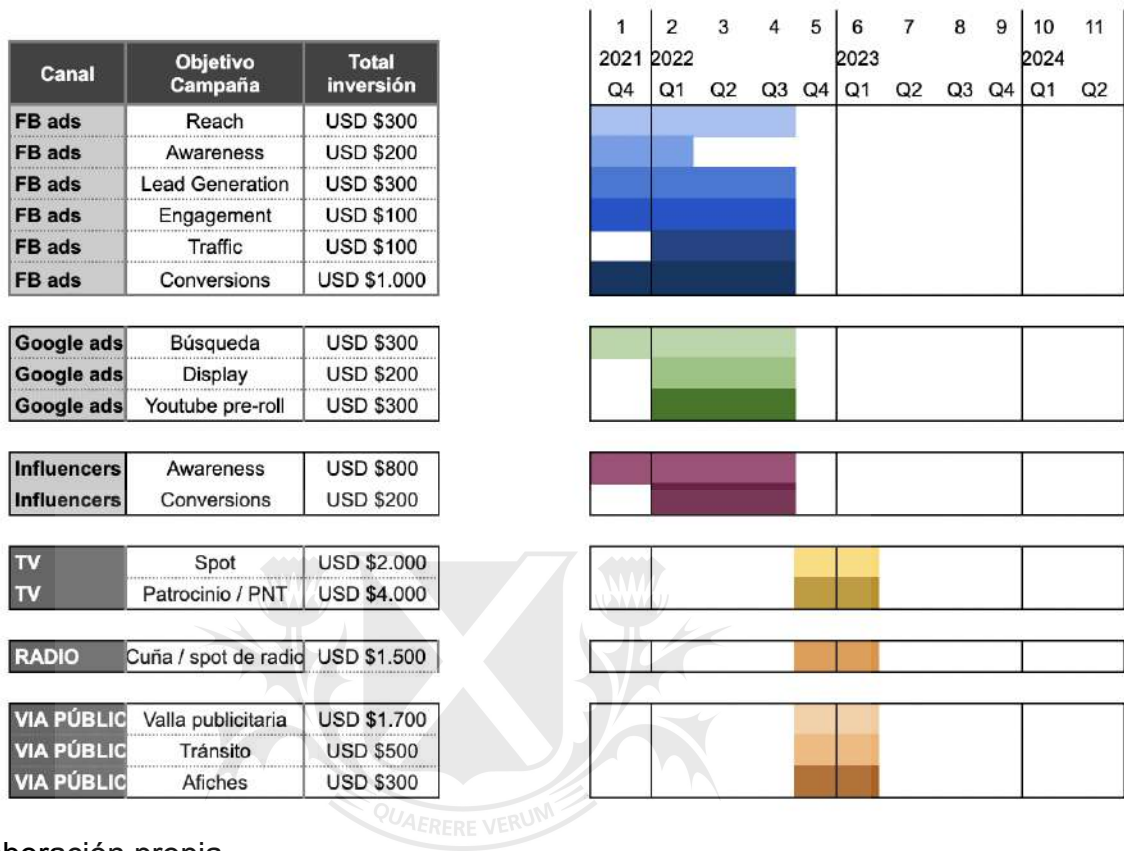 1 2 3 4 5 6 7 8 9 10 11
2021 2022 2023 2024
Q4 Q1 Q2 Q3 Q4 Q1 Q2 Q3 Q4 Q1 Q2
Canal Objetivo Campaña Total inversión
FB ads Reach USD $300
FB ads Awareness USD $200
FB ads Lead Generation USD $300
FB ads Engagement USD $100
FB ads Traffic USD $100
FB ads Conversions USD $1.000
Google ads Búsqueda USD $300
Google ads Display USD $200
Google ads Youtube pre-roll USD $300
Influencers Awareness USD $800
Influencers Conversions USD $200
TV Spot USD $2.000
TV Patrocinio / PNT USD $4.000
RADIO Cuña / spot de radio USD $1.500
VIA PÚBLIC Valla publicitaria USD $1.700
VIA PÚBLIC Tránsito USD $500
VIA PÚBLIC Afiches USD $300
QUAERERE VERUM
propia